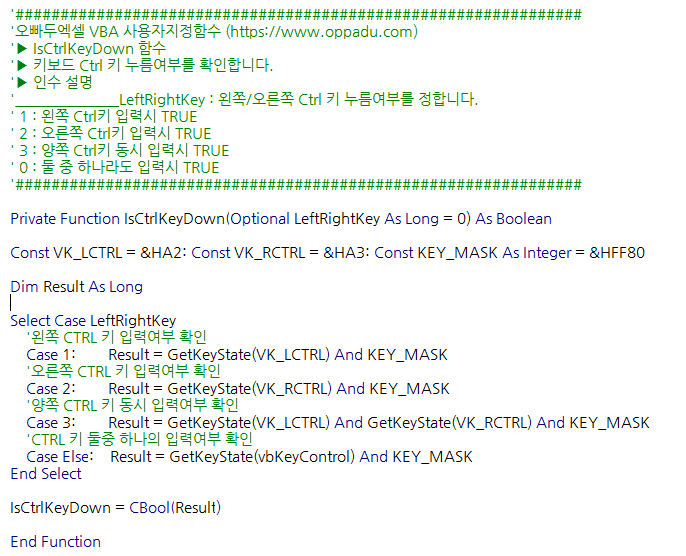 '###############################################################
'오빠두엑셀 VBA 사용자지정함수 (https://www.oppadu.com)
'▶ IsCtrlKeyDown 함수
'▶ 키보드 Ctrl 키 누름여부를 확인합니다.
'▶ 인수 설명
'_______________LeftRightKey : 왼쪽/오른쪽 Ctrl 키 누름여부를 정합니다.
' 1 : 왼쪽 Ctrl키 입력시 TRUE
' 2 : 오른쪽 Ctrl키 입력시 TRUE
' 3 : 양쪽 Ctrl키 동시 입력시 TRUE
' 0 : 둘 중 하나라도 입력시 TRUE
'###############################################################
Private Function IsCtrlKeyDown(Optional LeftRightKey As Long = 0) As Boolean
Const VK_LCTRL = &HA2: Const VK_RCTRL = &HA3: Const KEY_MASK As Integer = &HFF80
Dim Result As Long
Select Case LeftRightKey
'왼쪽 CTRL 키 입력여부 확인
Case 1: Result = GetKeyState(VK_LCTRL) And KEY_MASK
'오른쪽 CTRL 키 입력여부 확인
Case 2: Result = GetKeyState(VK_RCTRL) And KEY_MASK
'양쪽 CTRL 키 동시 입력여부 확인
Case 3: Result = GetKeyState(VK_LCTRL) And GetKeyState(VK_RCTRL) And KEY_MASK
'CTRL 키 둘중 하나의 입력여부 확인
Case Else: Result = GetKeyState(vbKeyControl) And KEY_MASK
End Select
IsCtrlKeyDown = CBool(Result)
End Function